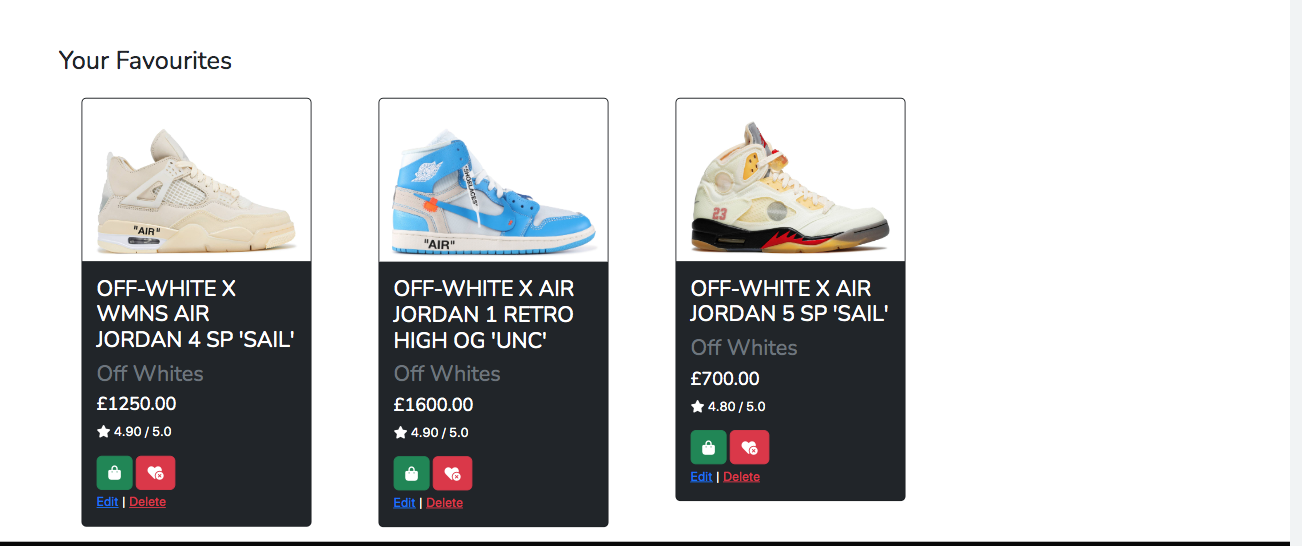 Your Favourites
"AIR"
OFF-WHITE X
WMNS AIR
JORDAN 4 SP 'SAIL'
Off Whites
£1250.00
4.90 / 5.0
Edit | Delete
"SHOELACES"
"AIR"
OFF-WHITE X AIR
JORDAN 1 RETRO
HIGH OG 'UNC'
Off Whites
£1600.00
4.90 / 5.0
Edit | Delete
23
OFF-WHITE X AIR
JORDAN 5 SP 'SAIL'
Off Whites
£700.00
4.80 / 5.0
Edit | Delete